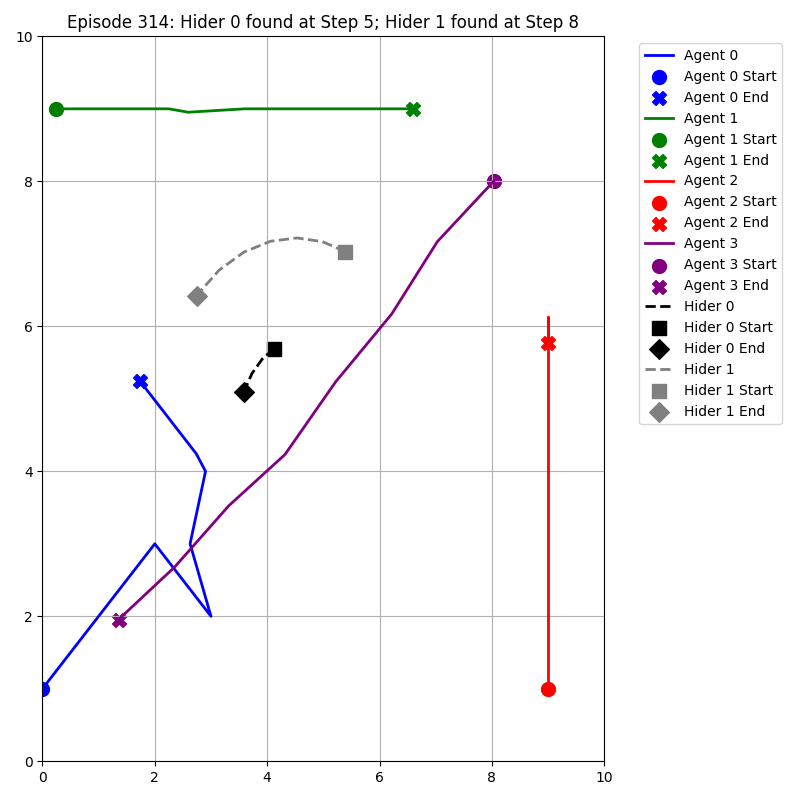 Episode 314: Hider 0 found at Step 5; Hider 1 found at Step 8
10
8
6
4
2
0
0
2
4
6
8
10
Agent 0
Agent 0 Start
Agent 0 End
Agent 1
Agent 1 Start
Agent 1 End
Agent 2
Agent 2 Start
Agent 2 End
Agent 3
Agent 3 Start
Agent 3 End
Hider 0
Hider 0 Start
Hider 0 End
Hider 1
Hider 1 Start
Hider 1 End